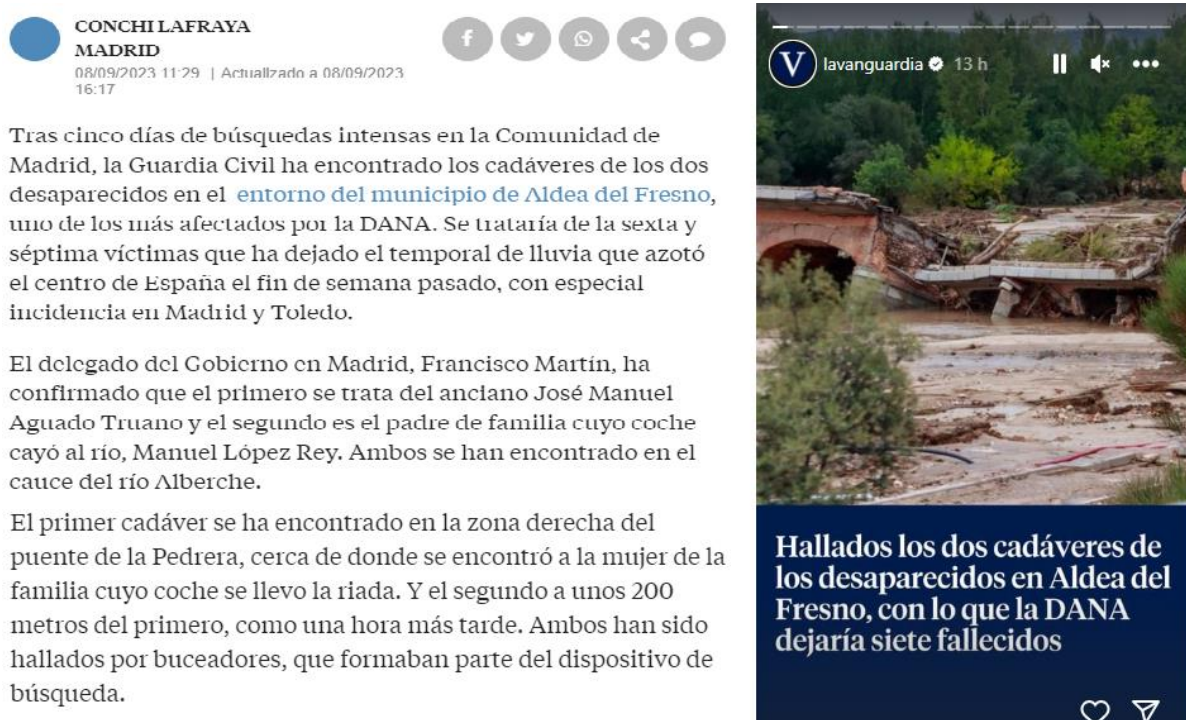 CONCHI LAFRAYA
MADRID
08/09/2023 11:29 | Actualizado a 08/09/2023
16:17
Tras cinco días de búsquedas intensas en la Comunidad de
Madrid, la Guardia Civil ha encontrado los cadáveres de los dos
desaparecidos en el entorno del municipio de Aldea del Fresno,
uno de los más afectados por la DANA. Se trataría de la sexta y
séptima víctimas que ha dejado el temporal de lluvia que azotó
el centro de España el fin de semana pasado, con especial
incidencia en Madrid y Toledo.
El delegado del Gobierno en Madrid, Francisco Martín, ha
confirmado que el primero se trata del anciano José Manuel
Aguado Truano y el segundo es el padre de familia cuyo coche
cayó al río, Manuel López Rey. Ambos se han encontrado en el
cauce del río Alberche.
El primer cadáver se ha encontrado en la zona derecha del
puente de la Pedrera, cerca de donde se encontró a la mujer de la
familia cuyo coche se llevo la riada. Y el segundo a unos 200
metros del primero, como una hora más tarde. Ambos han sido
hallados por buceadores, que formaban parte del dispositivo de
búsqueda.
V lavanguardia 13 h
Hallados los dos cadáveres de
los desaparecidos en Aldea del
Fresno, con lo que la DANA
dejaría siete fallecidos